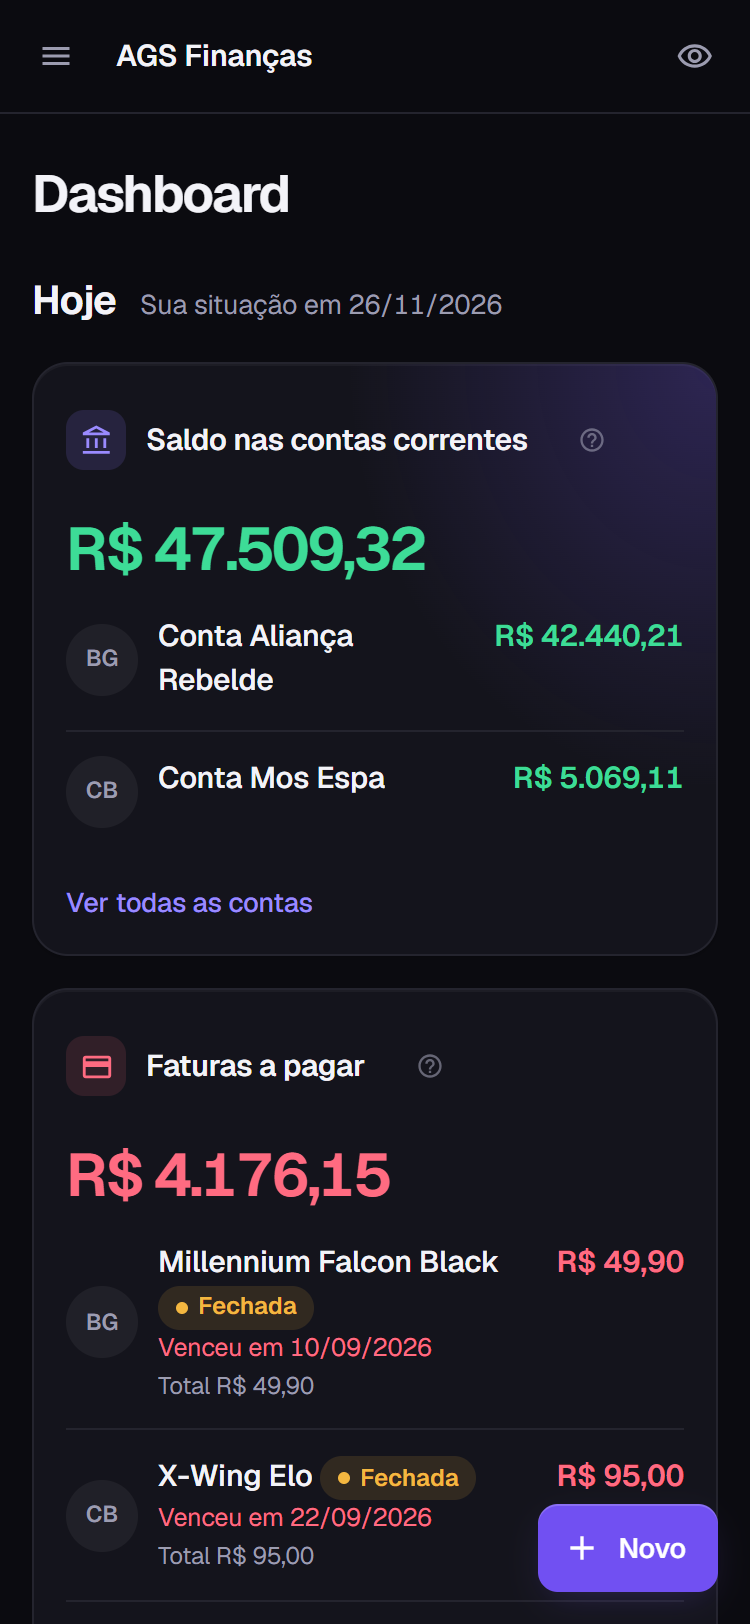 AGS Finanças
Dashboard
Hoje Sua situação em 26/11/2026
Saldo nas contas correntes
R$ 47.509,32
BG
Conta Aliança
Rebelde
R$ 42.440,21
CB
Conta Mos Espa
R$ 5.069,11
Ver todas as contas
Faturas a pagar
R$ 4.176,15
BG
Millennium Falcon Black
R$ 49,90
Fechada
Venceu em 10/09/2026
Total R$ 49,90
CB
X-Wing Elo
Fechada
R$ 95,00
Venceu em 22/09/2026
Total R$ 95,00
+ Novo